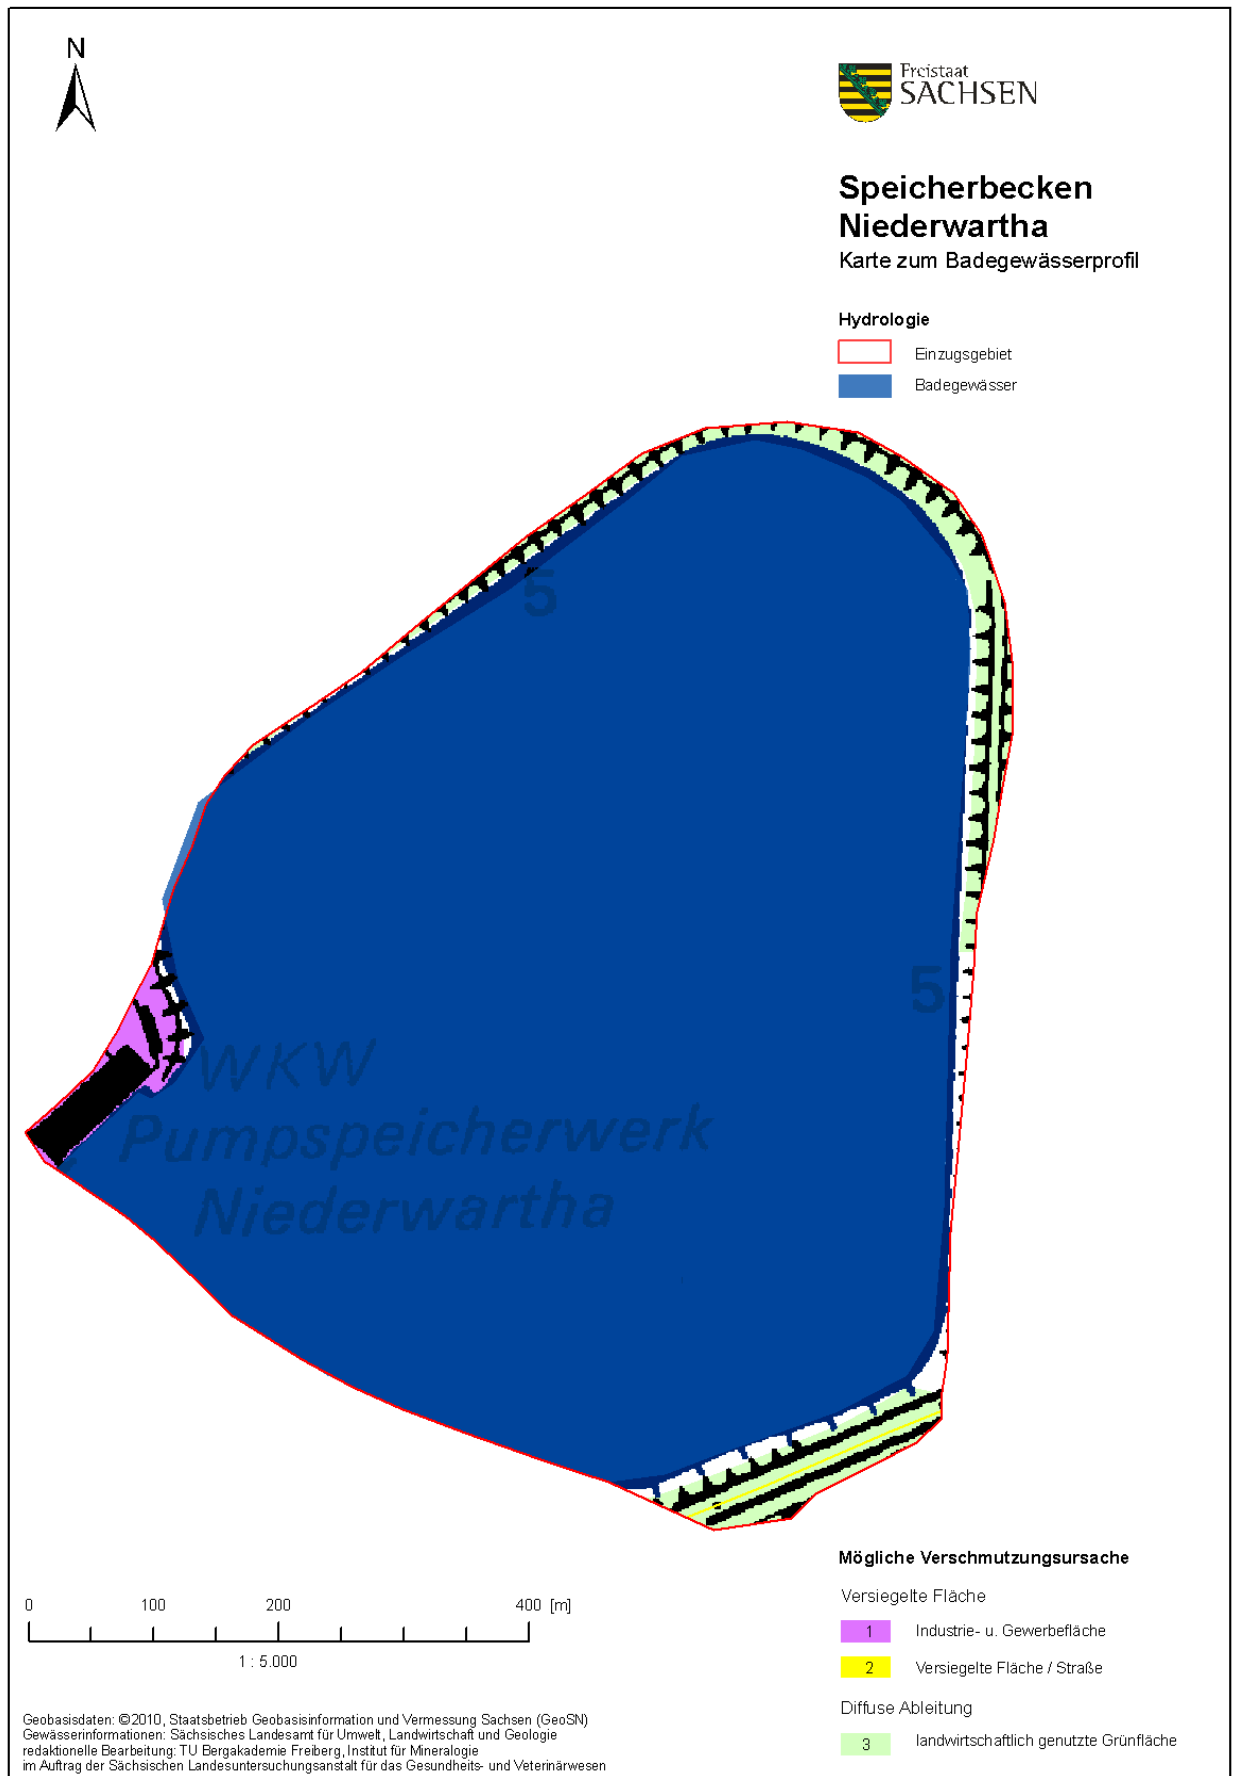 N
Freistaat
SACHSEN
Speicherbecken
Niederwartha
Karte zum Badegewässerprofil
Hydrologie
Einzugsgebiet
Badegewässer
5
5
WKW
Pumpspeicherwerk
Niederwartha
Mögliche Verschmutzungsursache
Versiegelte Fläche
1 Industrie- u. Gewerbefläche
2 Versiegelte Fläche / Straße
Diffuse Ableitung
3 landwirtschaftlich genutzte Grünfläche
0 100 200 400 [m]
1 : 5.000
Geobasisdaten: ©2010, Staatsbetrieb Geobasisinformation und Vermessung Sachsen (GeoSN)
Gewässerinformationen: Sächsisches Landesamt für Umwelt, Landwirtschaft und Geologie
redaktionelle Bearbeitung: TU Bergakademie Freiberg, Institut für Mineralogie
im Auftrag der Sächsischen Landesuntersuchungsanstalt für das Gesundheits- und Veterinärwesen